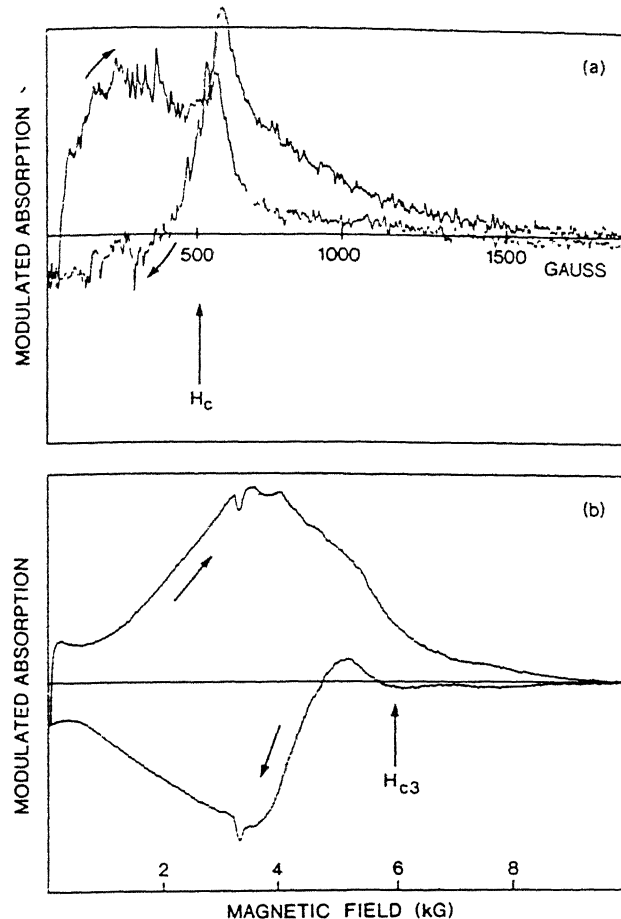 (a)
MODULATED ABSORPTION
500
1000
1500
GAUSS
Hc
(b)
MODULATED ABSORPTION
Hc3
2
4
6
8
MAGNETIC FIELD (kG)